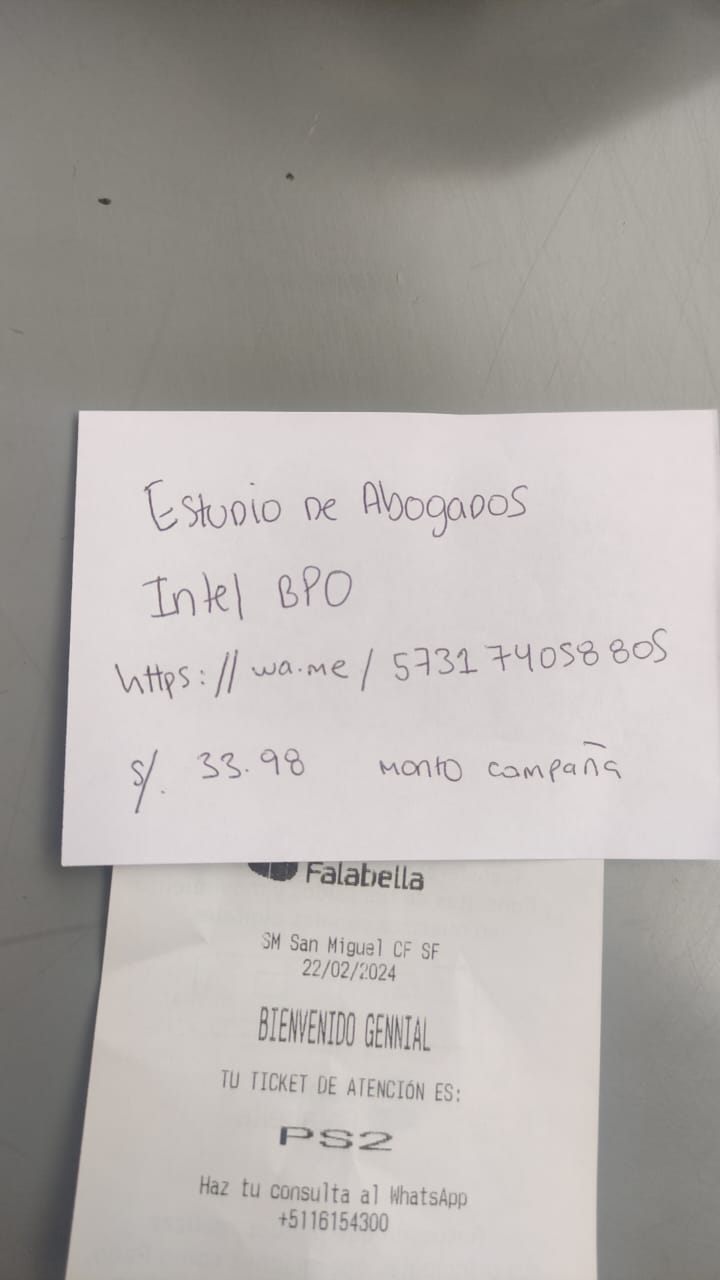 Estudio de Abogados
Intel BPO
https://wa.me/573174058805
S/. 33.98 Monto campaña
Falabella
SM San Miguel CF SF
22/02/2024
BIENVENIDO GENNIAL
TU TICKET DE ATENCIÓN ES:
PS2
Haz tu consulta al WhatsApp
+5116154300